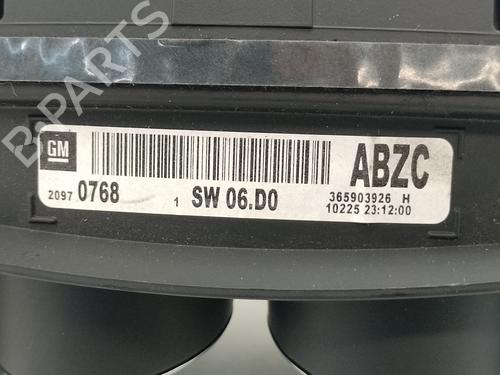 B-PARTS
GM
ABZC
2097 0768 1 SW 06.D0 365903926 H
10225 23:12:00